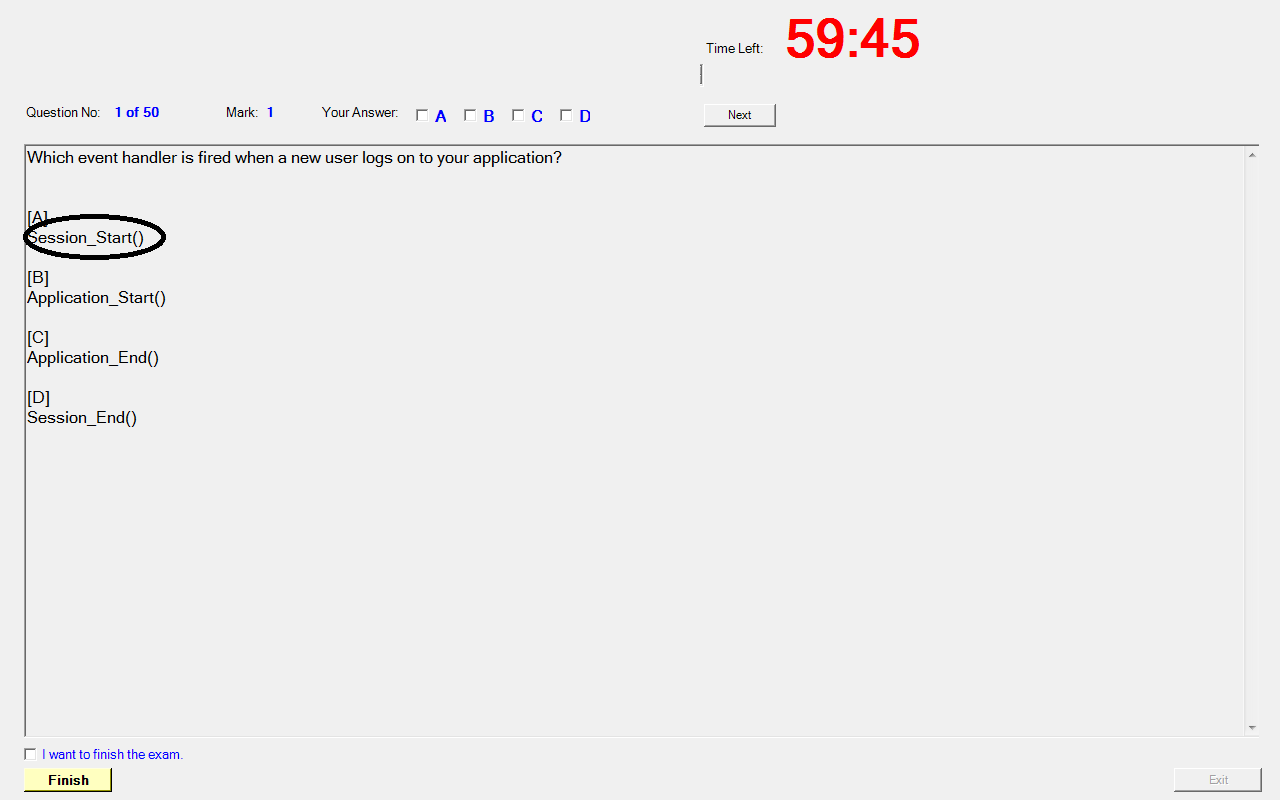 Time Left: 59:45
Question No: 1 of 50 Mark: 1 Your Answer: A B C D Next
Which event handler is fired when a new user logs on to your application?
[A]
Session_Start()
[B]
Application_Start()
[C]
Application_End()
[D]
Session_End()
I want to finish the exam.
Finish Exit